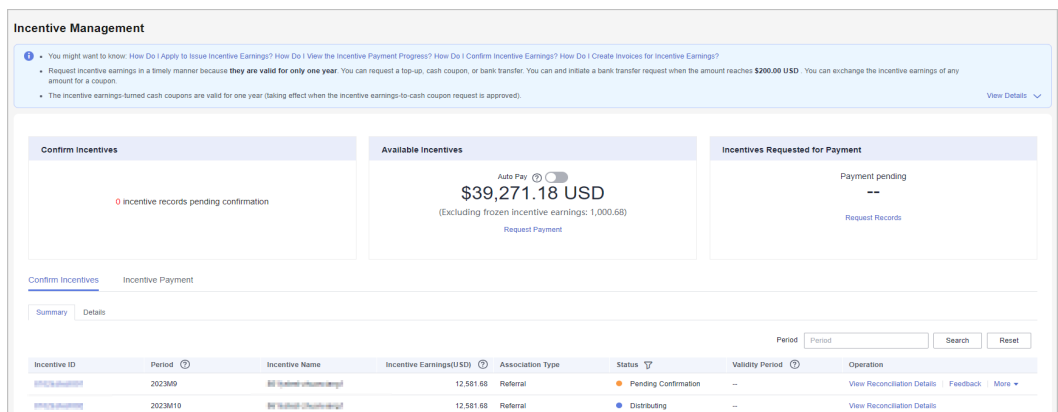 Incentive Management
You might want to know: How Do I Apply to Issue Incentive Earnings? How Do I View the Incentive Payment Progress? How Do I Confirm Incentive Earnings? How Do I Create Invoices for Incentive Earnings?
Request incentive earnings in a timely manner because they are valid for only one year. You can request a top-up, cash coupon, or bank transfer. You can and initiate a bank transfer request when the amount reaches $200.00 USD . You can exchange the incentive earnings of any
amount for a coupon.
The incentive earnings-turned cash coupons are valid for one year (taking effect when the incentive earnings-to-cash coupon request is approved).
View Details
Confirm Incentives
0 incentive records pending confirmation
Available Incentives
Auto Pay ?
$39,271.18 USD
(Excluding frozen incentive earnings: 1,000.68)
Request Payment
Incentives Requested for Payment
Payment pending
--
Request Records
Confirm Incentives Incentive Payment
Summary Details
Period Period Search Reset
Incentive ID Period ? Incentive Name Incentive Earnings(USD) ? Association Type Status Validity Period ? Operation
2023M9 12,581.68 Referral Pending Confirmation -- View Reconciliation Details Feedback More
2023M10 12,581.68 Referral Distributing -- View Reconciliation Details